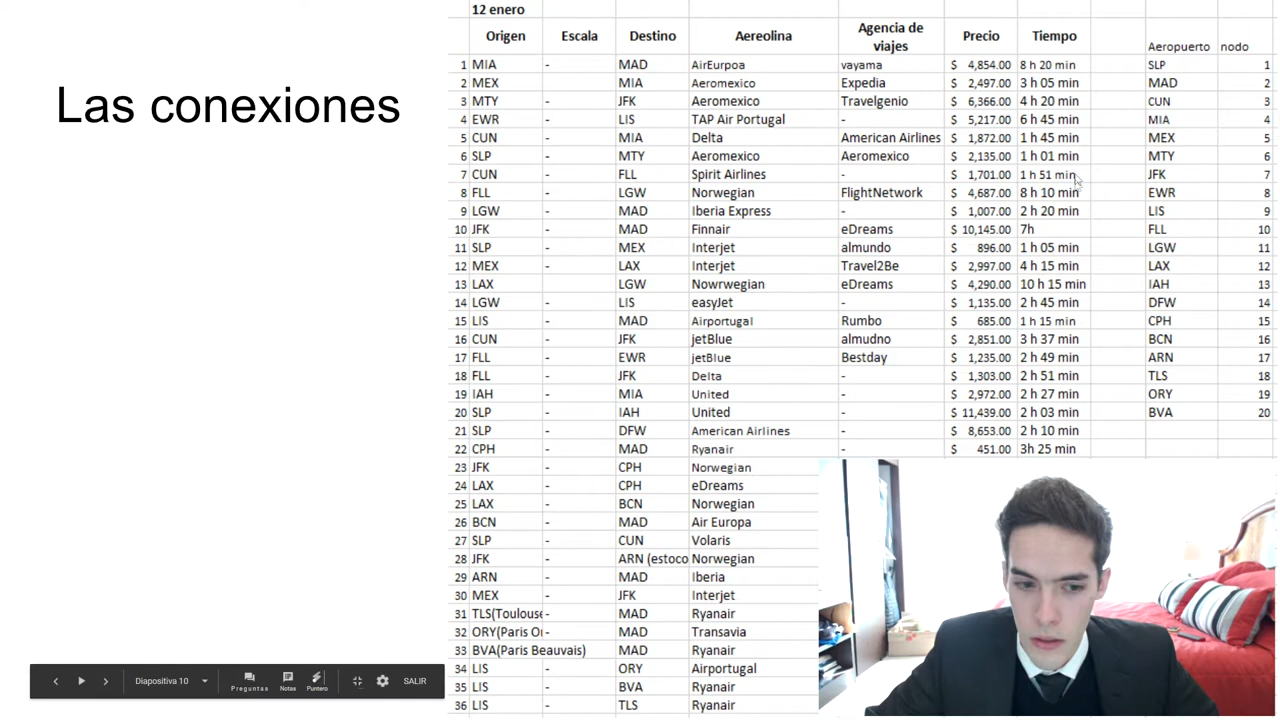 Las conexiones
12 enero
Origen Escala Destino Aereolina Agencia de viajes Precio Tiempo Aeropuerto nodo
1 MIA - MAD AirEurpoa vayama $ 4,854.00 8 h 20 min SLP 1
2 MEX MIA Aeromexico Expedia $ 2,497.00 3 h 05 min MAD 2
3 MTY - JFK Aeromexico Travelgenio $ 6,366.00 4 h 20 min CUN 3
4 EWR - LIS TAP Air Portugal - $ 5,217.00 6 h 45 min MIA 4
5 CUN - MIA Delta American Airlines $ 1,872.00 1 h 45 min MEX 5
6 SLP - MTY Aeromexico Aeromexico $ 2,135.00 1 h 01 min MTY 6
7 CUN - FLL Spirit Airlines - $ 1,701.00 1 h 51 min JFK 7
8 FLL - LGW Norwegian FlightNetwork $ 4,687.00 8 h 10 min EWR 8
9 LGW - MAD Iberia Express - $ 1,007.00 2 h 20 min LIS 9
10 JFK - MAD Finnair eDreams $ 10,145.00 7h FLL 10
11 SLP - MEX Interjet almundo $ 896.00 1 h 05 min LGW 11
12 MEX - LAX Interjet Travel2Be $ 2,997.00 4 h 15 min LAX 12
13 LAX LGW Nowrwegian eDreams $ 4,290.00 10 h 15 min IAH 13
14 LGW - LIS easyJet - $ 1,135.00 2 h 45 min DFW 14
15 LIS - MAD Airportugal Rumbo $ 685.00 1 h 15 min CPH 15
16 CUN - JFK jetBlue almudno $ 2,851.00 3 h 37 min BCN 16
17 FLL - EWR jetBlue Bestday $ 1,235.00 2 h 49 min ARN 17
18 FLL - JFK Delta - $ 1,303.00 2 h 51 min TLS 18
19 IAH - MIA United - $ 2,972.00 2 h 27 min ORY 19
20 SLP - IAH United - $ 11,439.00 2 h 03 min BVA 20
21 SLP - DFW American Airlines - $ 8,653.00 2 h 10 min
22 CPH - MAD Ryanair - $ 451.00 3h 25 min
23 JFK - CPH Norwegian
24 LAX - CPH eDreams
25 LAX - BCN Norwegian
26 BCN - MAD Air Europa
27 SLP - CUN Volaris
28 JFK - ARN (estoco Norwegian
29 ARN - MAD Iberia
30 MEX - JFK Interjet
31 TLS(Toulouse - MAD Ryanair
32 ORY(Paris Or - MAD Transavia
33 BVA(Paris Beauvais) MAD Ryanair
34 LIS - ORY Airportugal
35 LIS - BVA Ryanair
36 LIS - TLS Ryanair
Diapositiva 10 Preguntas Notas Puntero SALIR